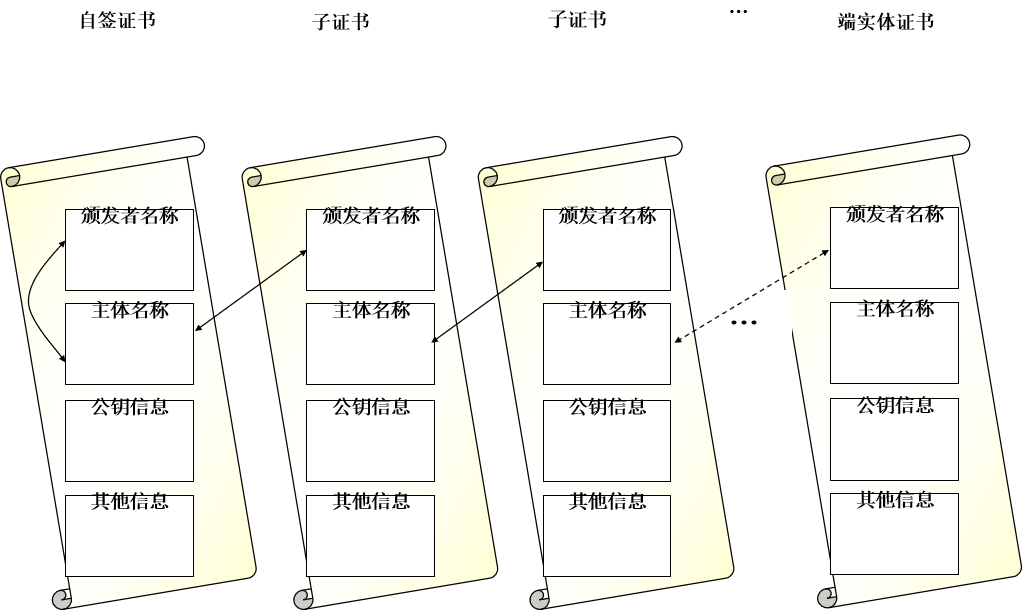 自签证书
子证书
子证书
…
端实体证书
颁发者名称
颁发者名称
颁发者名称
颁发者名称
主体名称
主体名称
主体名称
…
主体名称
公钥信息
公钥信息
公钥信息
公钥信息
其他信息
其他信息
其他信息
其他信息